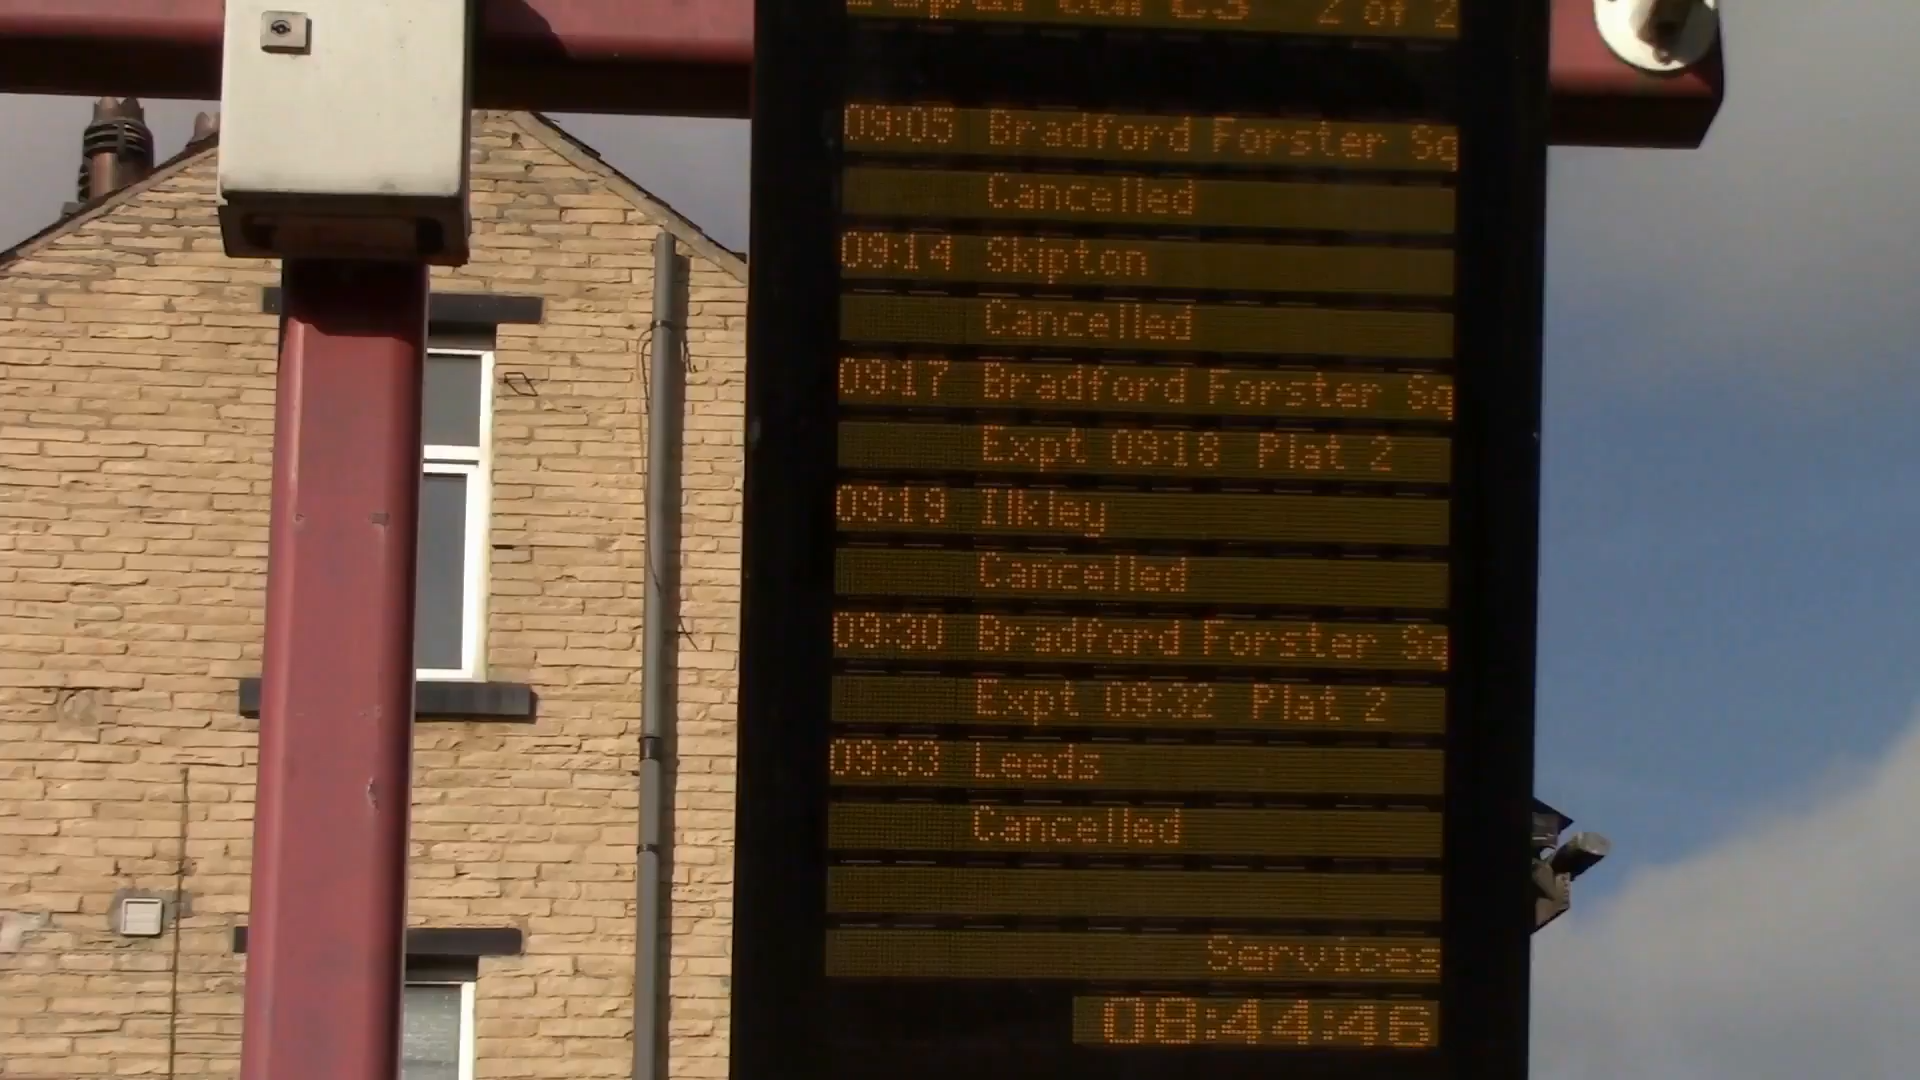 Departures 2 of 2
09:05 Bradford Forster Sq
Cancelled
09:14 Skipton
Cancelled
09:17 Bradford Forster Sq
Expt 09:18 Plat 2
09:19 Ilkley
Cancelled
09:30 Bradford Forster Sq
Expt 09:32 Plat 2
09:33 Leeds
Cancelled
Services
08:44:46